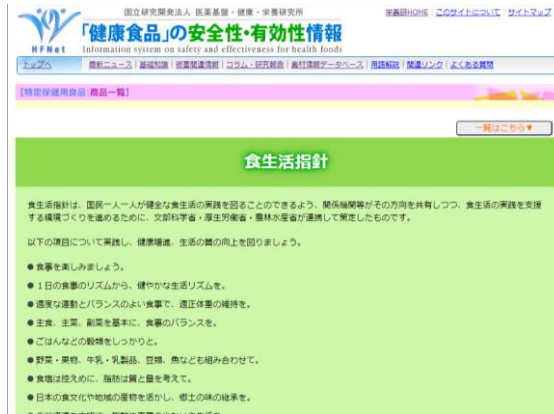 国立研究開発法人 医薬基盤・健康・栄養研究所
栄養研HOME | このサイトについて | サイトマップ
HFNet
「健康食品」の安全性・有効性情報
Information system on safety and effectiveness for health foods
トップへ
最新ニュース | 基礎知識 | 被害関連情報 | コラム・研究報告 | 素材情報データベース | 用語解説 | 関連リンク | よくある質問
【特定保健用食品:商品一覧】
一覧はこちら▼
食生活指針
食生活指針は、国民一人一人が健全な食生活の実践を図ることのできるよう、関係機関等がその方向を共有しつつ、食生活の実践を支援
する環境づくりを進めるために、文部科学省・厚生労働省・農林水産省が連携して策定したものです。
以下の項目について実践し、健康増進、生活の質の向上を図りましょう。
●食事を楽しみましょう。
●１日の食事のリズムから、健やかな生活リズムを。
●適度な運動とバランスのよい食事で、適正体重の維持を。
●主食、主菜、副菜を基本に、食事のバランスを。
●ごはんなどの穀類をしっかりと。
●野菜・果物、牛乳・乳製品、豆類、魚なども組み合わせて。
●食塩は控えめに、脂肪は質と量を考えて。
●日本の食文化や地域の産物を活かし、郷土の味の継承を。